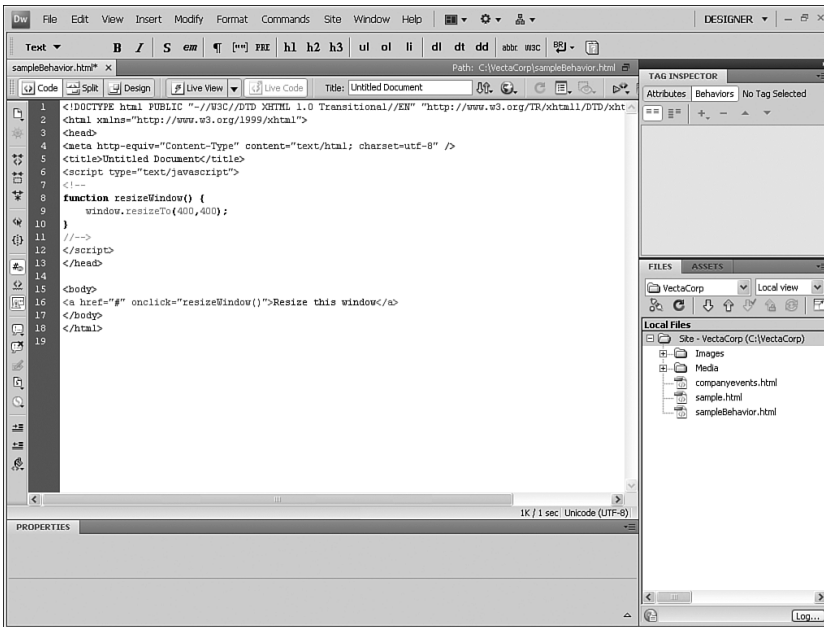 Dw File Edit View Insert Modify Format Commands Site Window Help DESIGNER
Text B I S em ¶ [""] PRE h1 h2 h3 ul ol li dl dt dd abbr. W3C BRJ
sampleBehavior.html* × Path: C:\VectaCorp\sampleBehavior.html
Code Split Design Live View Live Code Title: Untitled Document
1 <!DOCTYPE html PUBLIC "-//W3C//DTD XHTML 1.0 Transitional//EN" "http://www.w3.org/TR/xhtml1/DTD/xht
2 <html xmlns="http://www.w3.org/1999/xhtml">
3 <head>
4 <meta http-equiv="Content-Type" content="text/html; charset=utf-8" />
5 <title>Untitled Document</title>
6 <script type="text/javascript">
7 <!--
8 function resizeWindow() {
9 window.resizeTo(400,400);
10 }
11 //-->
12 </script>
13 </head>
14
15 <body>
16 <a href="#" onclick="resizeWindow()">Resize this window</a>
17 </body>
18 </html>
19
1K / 1 sec Unicode (UTF-8)
PROPERTIES
TAG INSPECTOR
Attributes Behaviors No Tag Selected
FILES ASSETS
VectaCorp Local view
Local Files
Site - VectaCorp (C:\VectaCorp)
Images
Media
companyevents.html
sample.html
sampleBehavior.html
Log...